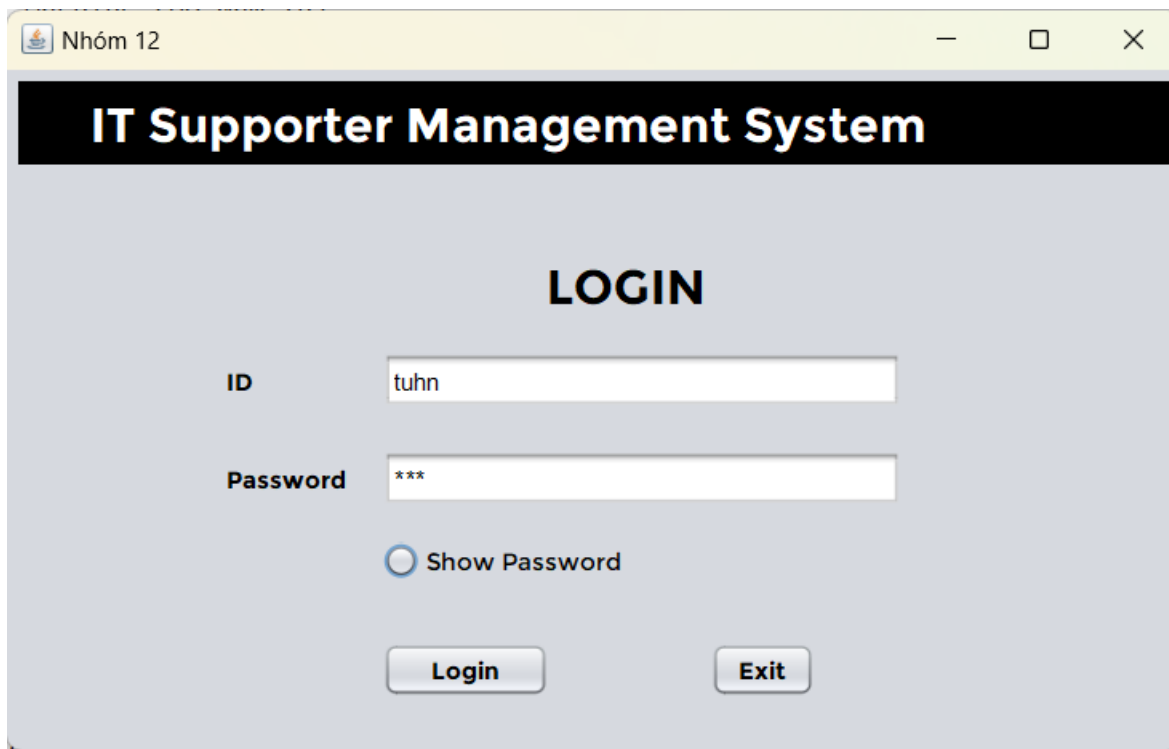 Nhóm 12
IT Supporter Management System
LOGIN
ID tuhn
Password ***
Show Password
Login Exit